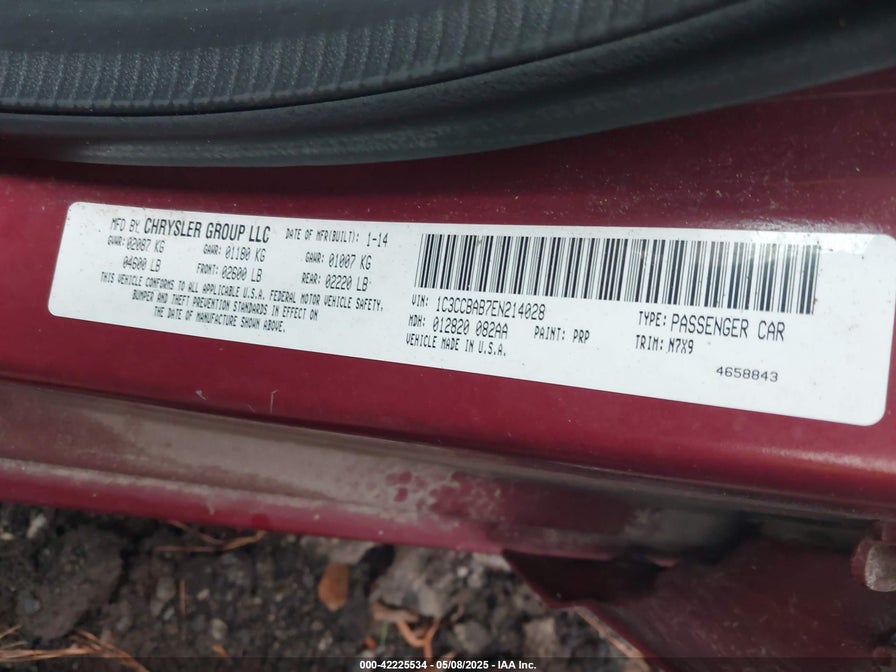 MFD BY CHRYSLER GROUP LLC DATE OF MFR(BUILT): 1-14
GVWR: 02087 KG GAWR: 01180 KG GAWR: 01007 KG
04600 LB FRONT: 02600 LB REAR: 02220 LB
THIS VEHICLE CONFORMS TO ALL APPLICABLE U.S.A. FEDERAL MOTOR VEHICLE SAFETY,
BUMPER AND THEFT PREVENTION STANDARDS IN EFFECT ON
THE DATE OF MANUFACTURE SHOWN ABOVE.
VIN: 1C3CCBAB7EN214028 TYPE: PASSENGER CAR
MDH: 012820 082AA PAINT: PRP TRIM: N7X9
VEHICLE MADE IN U.S.A.
4658843
000-42225534 — 05/08/2025 — IAA Inc.